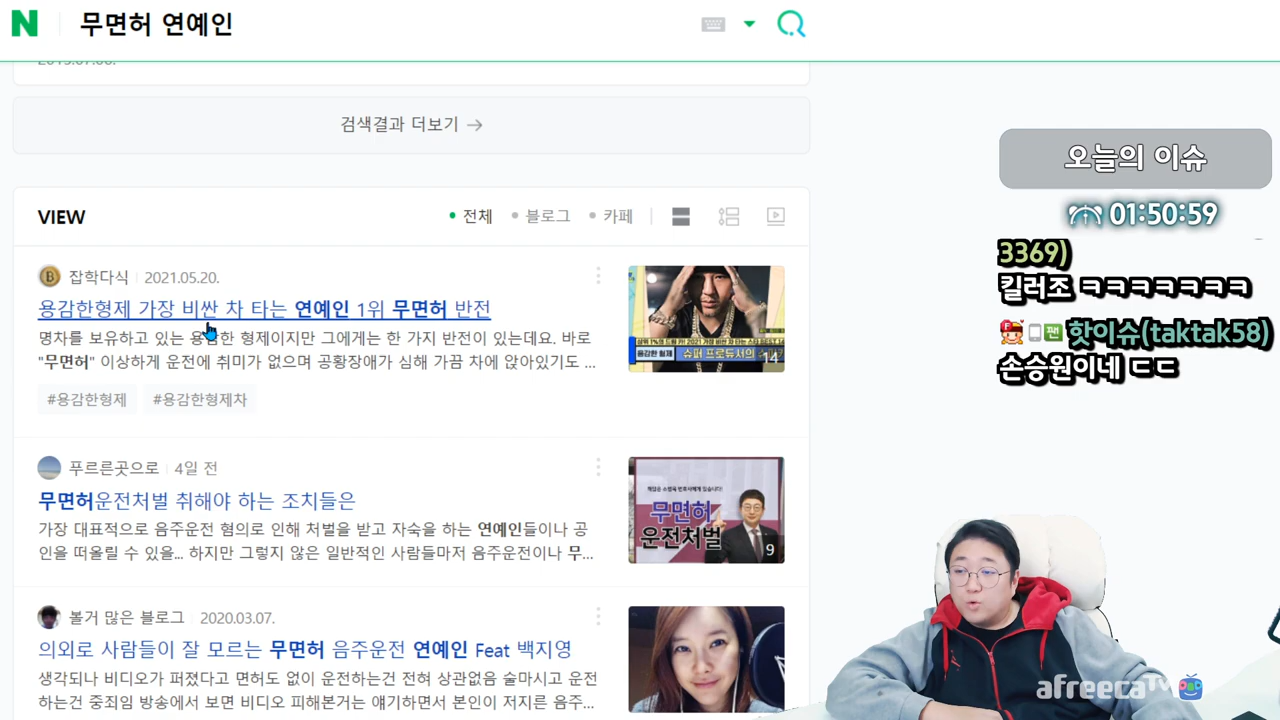 N 무면허 연예인
검색결과 더보기 →
VIEW
전체 블로그 카페
잡학다식 2021.05.20.
용감한형제 가장 비싼 차 타는 연예인 1위 무면허 반전
명차를 보유하고 있는 용감한 형제이지만 그에게는 한 가지 반전이 있는데요. 바로
"무면허" 이상하게 운전에 취미가 없으며 공황장애가 심해 가끔 차에 앉아있기도 ...
#용감한형제 #용감한형제차
용감한 형제
14
푸르른곳으로 4일 전
무면허운전처벌 취해야 하는 조치들은
가장 대표적으로 음주운전 혐의로 인해 처벌을 받고 자숙을 하는 연예인들이나 공
인을 떠올릴 수 있을... 하지만 그렇지 않은 일반적인 사람들마저 음주운전이나 무...
무면허
운전처벌
9
볼거 많은 블로그 2020.03.07.
의외로 사람들이 잘 모르는 무면허 음주운전 연예인 Feat 백지영
생각되나 비디오가 퍼졌다고 면허도 없이 운전하는건 전혀 상관없음 술마시고 운전
하는건 중죄임 방송에서 보면 비디오 피해본거는 얘기하면서 본인이 저지른 음주...
오늘의 이슈
01:50:59
3369)
킬러조 ㅋㅋㅋㅋㅋㅋㅋ
F 짼 핫이슈(taktak58)
손승원이네 ㄷㄷ
afreecaTV